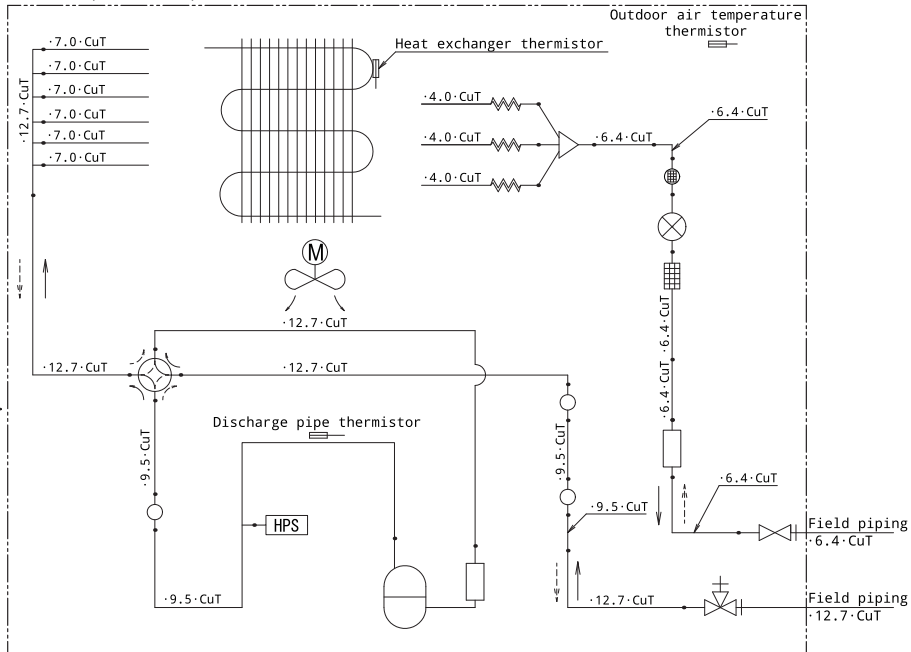 Outdoor air temperature
thermistor
·7.0·CuT
·7.0·CuT
·7.0·CuT
·7.0·CuT
·7.0·CuT
·7.0·CuT
·12.7·CuT
Heat exchanger thermistor
·4.0·CuT
·4.0·CuT
·4.0·CuT
·6.4·CuT
·6.4·CuT
M
·12.7·CuT
·12.7·CuT
·12.7·CuT
·6.4·CuT
·6.4·CuT
Discharge pipe thermistor
·9.5·CuT
·9.5·CuT
HPS
·9.5·CuT
·6.4·CuT
·9.5·CuT
Field piping
·6.4·CuT
·12.7·CuT
Field piping
·12.7·CuT